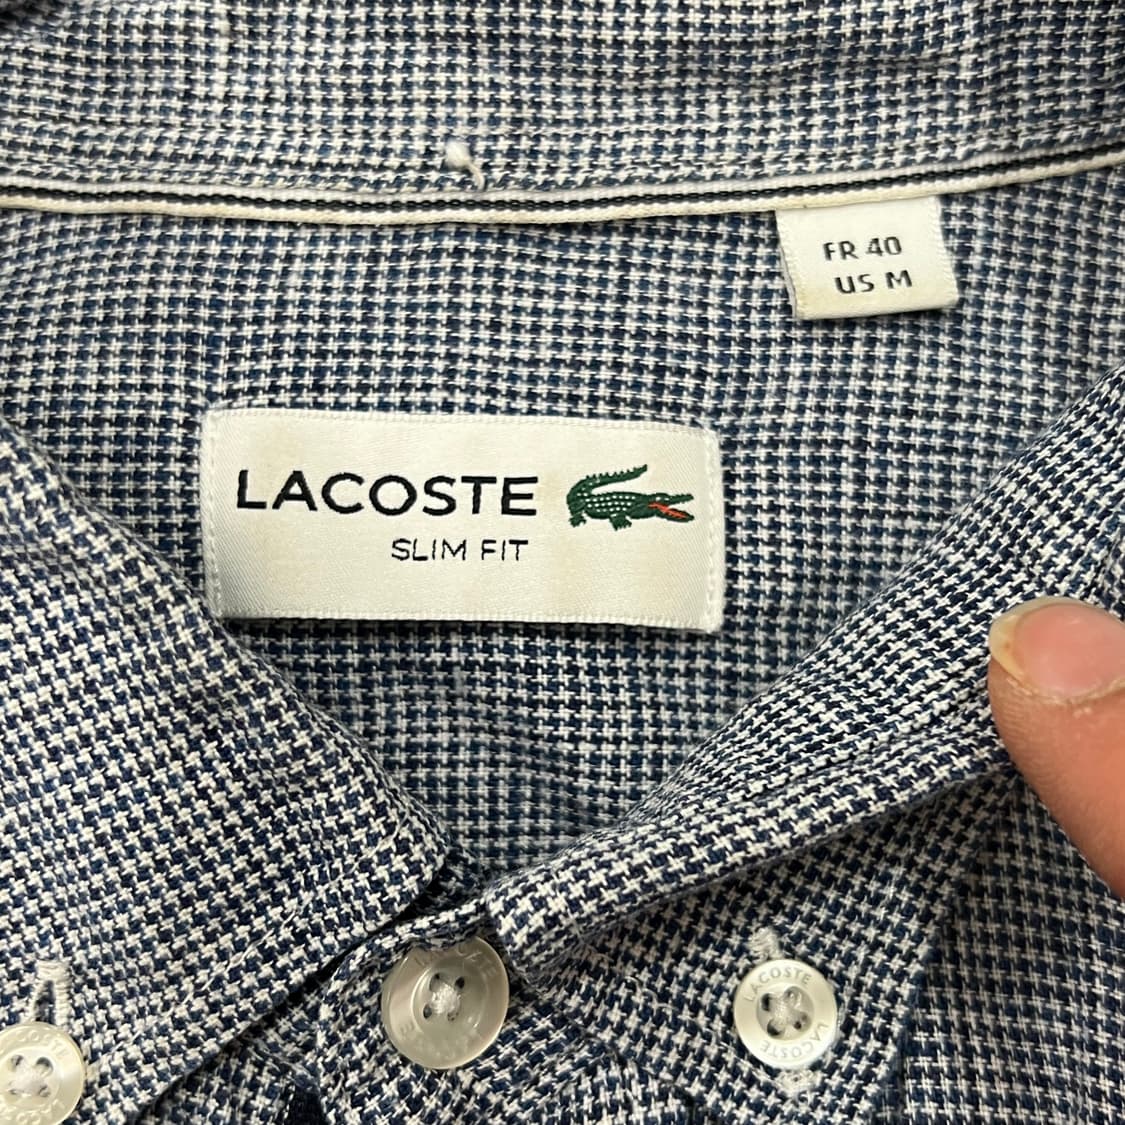 FR 40
US M
LACOSTE
SLIM FIT
LACOSTE
LACOSTE